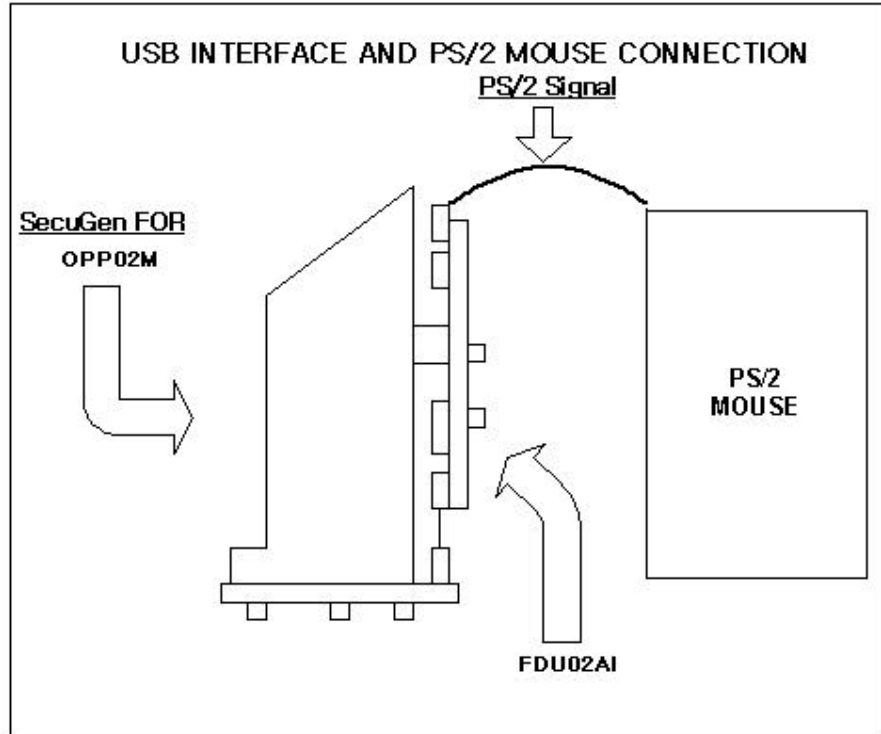 USB INTERFACE AND PS/2 MOUSE CONNECTION
PS/2 Signal
SecuGen FOR
OPP02M
PS/2
MOUSE
FDU02AI